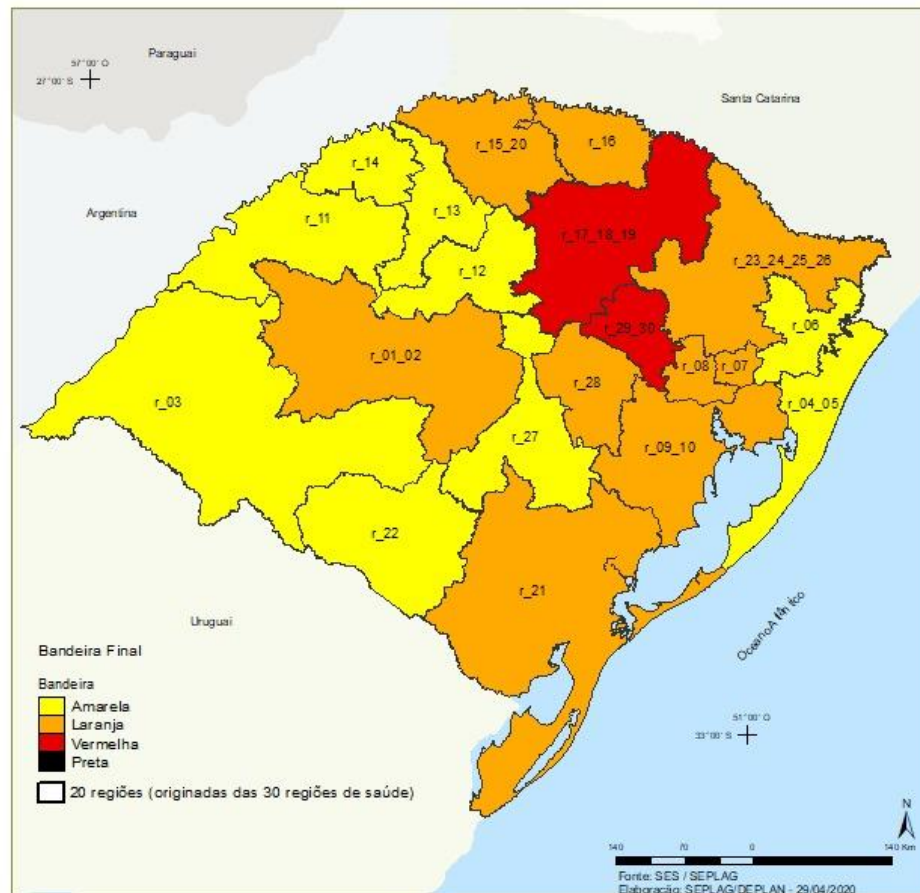 Paraguai
57°00' O
27°00' S
Santa Catarina
Argentina
r_15_20
r_16
r_14
r_13
r_11
r_17_18_19
r_12
r_23_24_25_26
r_06
r_29_30
r_01_02
r_08
r_07
r_28
r_04_05
r_03
r_27
r_09_10
r_22
r_21
Uruguai
Oceano Atlântico
51°00' O
33°00' S
Bandeira Final
Bandeira
Amarela
Laranja
Vermelha
Preta
20 regiões (originadas das 30 regiões de saúde)
N
140 70 0 140 Km
Fonte: SES / SEPLAG
Elaboração: SEPLAG/DEPLAN - 29/04/2020